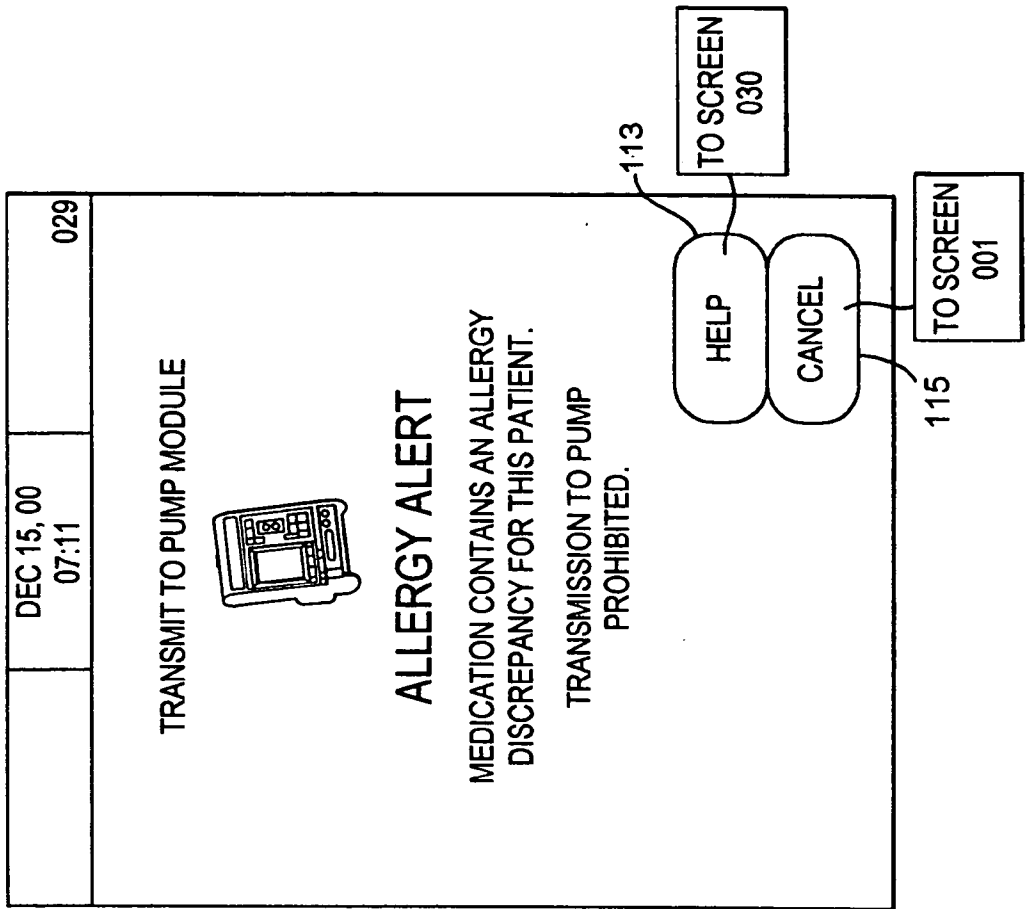 DEC 15, 00
07:11
029
TRANSMIT TO PUMP MODULE
ALLERGY ALERT
MEDICATION CONTAINS AN ALLERGY
DISCREPANCY FOR THIS PATIENT.
TRANSMISSION TO PUMP
PROHIBITED.
113
HELP
TO SCREEN
030
CANCEL
115
TO SCREEN
001